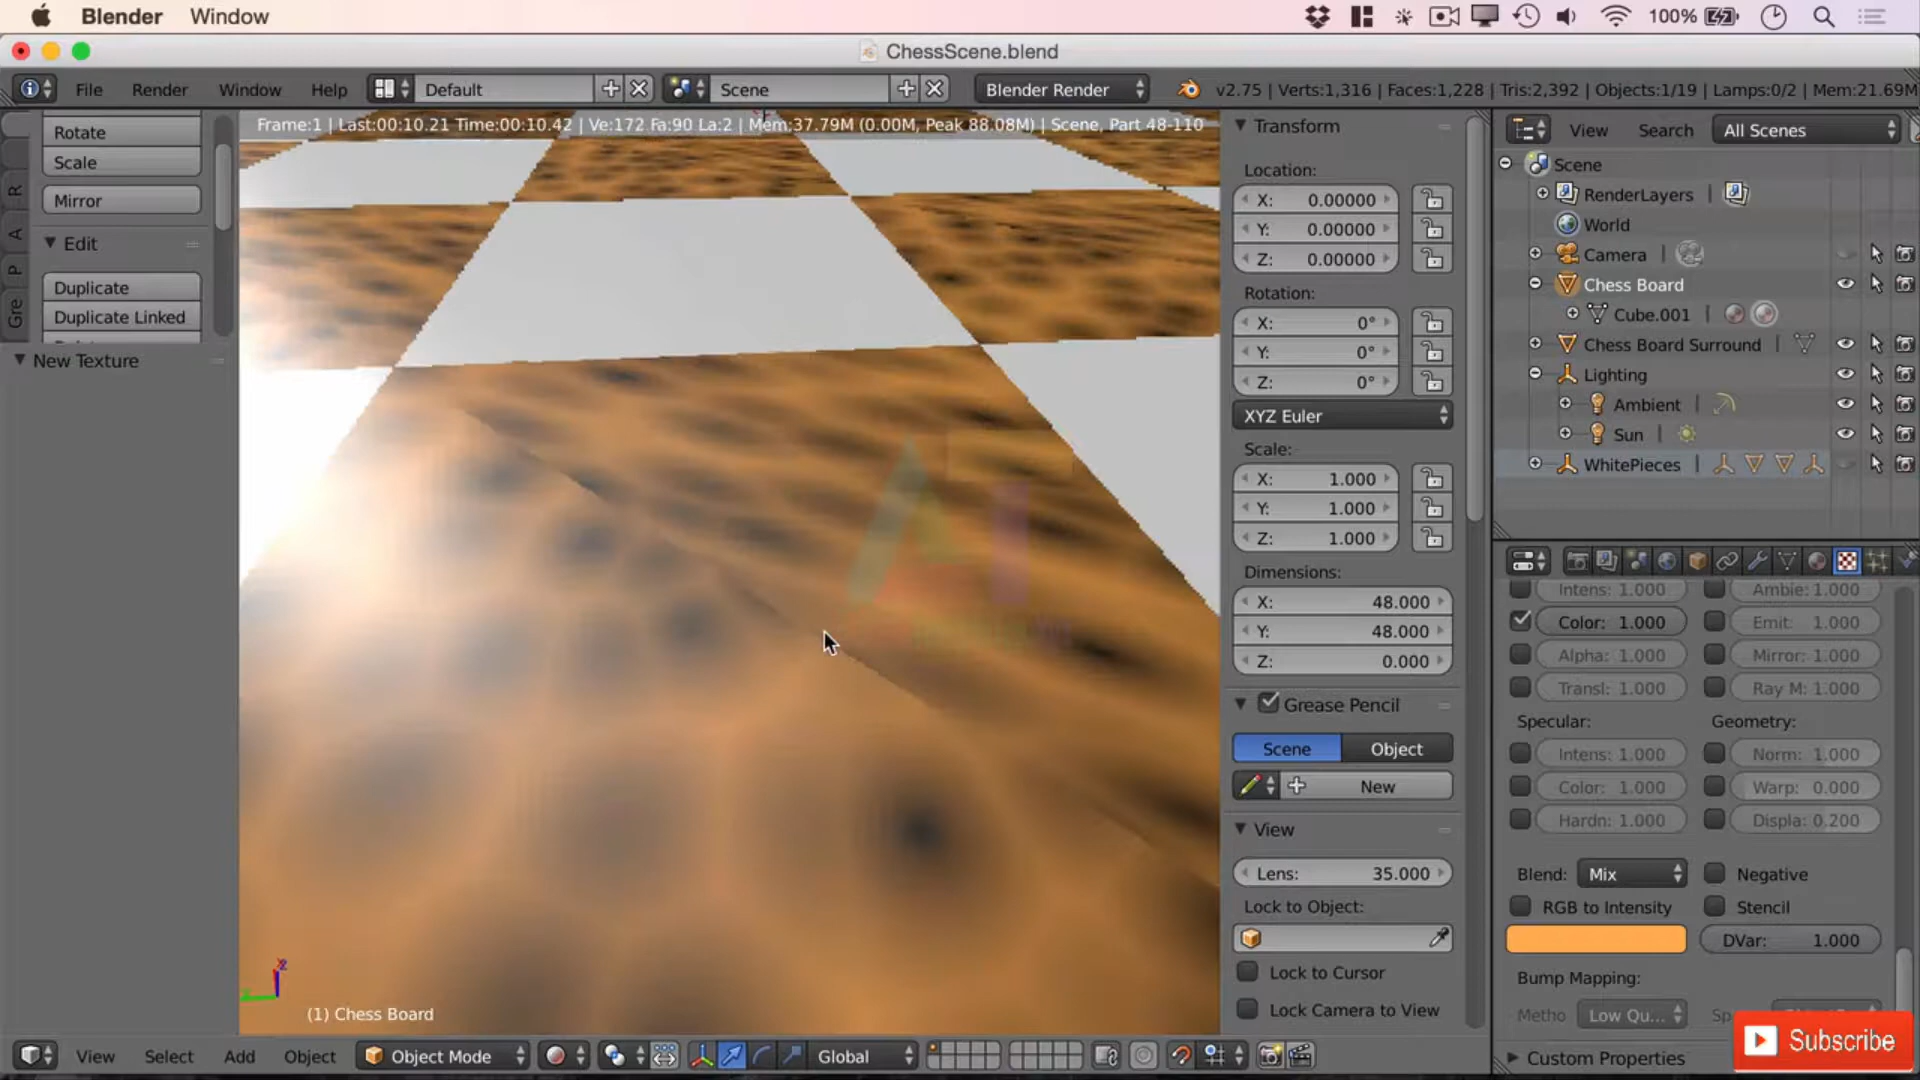 Blender Window 100%
ChessScene.blend
File Render Window Help Default Scene Blender Render v2.75 | Verts:1,316 | Faces:1,228 | Tris:2,392 | Objects:1/19 | Lamps:0/2 | Mem:21.69M
Frame:1 | Last:00:10.21 Time:00:10.42 | Ve:172 Fa:90 La:2 | Mem:37.79M (0.00M, Peak 88.08M) | Scene, Part 48-110
Rotate
Scale
Mirror
Edit
Duplicate
Duplicate Linked
R
A
P
Gre
New Texture
(1) Chess Board
Transform
Location:
X: 0.00000
Y: 0.00000
Z: 0.00000
Rotation:
X: 0°
Y: 0°
Z: 0°
XYZ Euler
Scale:
X: 1.000
Y: 1.000
Z: 1.000
Dimensions:
X: 48.000
Y: 48.000
Z: 0.000
Grease Pencil
Scene Object
New
View
Lens: 35.000
Lock to Object:
Lock to Cursor
Lock Camera to View
View Search All Scenes
Scene
RenderLayers |
World
Camera |
Chess Board
Cube.001
Chess Board Surround |
Lighting
Ambient |
Sun |
WhitePieces |
Intens: 1.000 Ambie: 1.000
Color: 1.000 Emit: 1.000
Alpha: 1.000 Mirror: 1.000
Transl: 1.000 Ray M: 1.000
Specular: Geometry:
Intens: 1.000 Norm: 1.000
Color: 1.000 Warp: 0.000
Hardn: 1.000 Displa: 0.200
Blend: Mix Negative
RGB to Intensity Stencil
DVar: 1.000
Bump Mapping:
Metho Low Qu... Sp
Custom Properties
Subscribe
View Select Add Object Object Mode Global